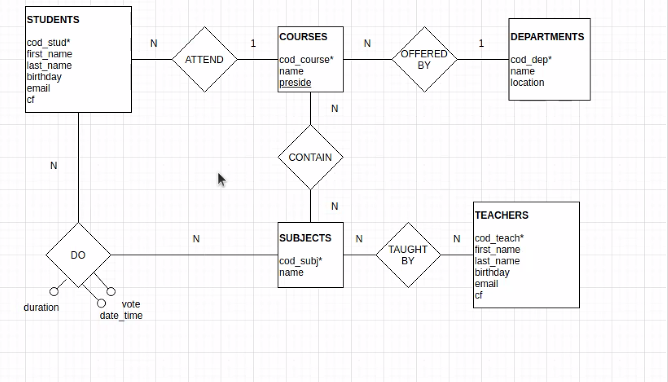 STUDENTS
cod_stud*
first_name
last_name
birthday
email
cf
N
ATTEND
1
COURSES
cod_course*
name
preside
N
OFFERED
BY
1
DEPARTMENTS
cod_dep*
name
location
N
CONTAIN
N
N
DO
N
duration
vote
date_time
SUBJECTS
cod_subj*
name
N
TAUGHT
BY
N
TEACHERS
cod_teach*
first_name
last_name
birthday
email
cf